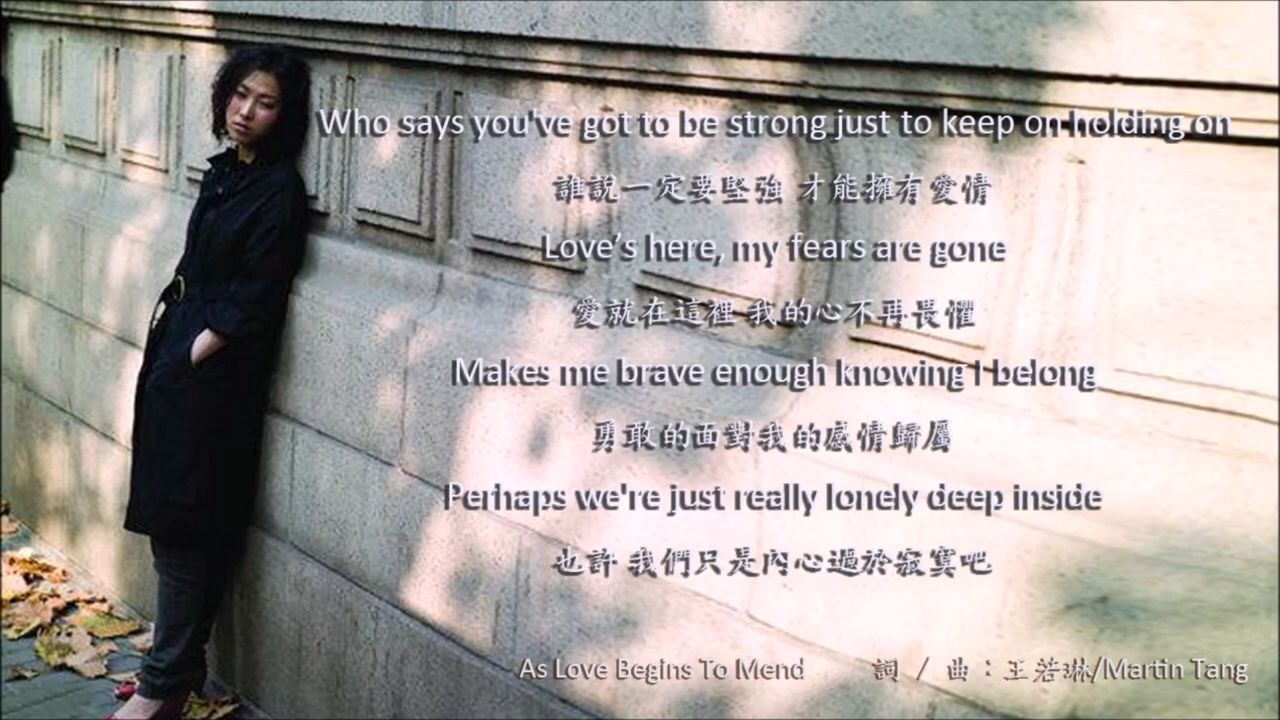 Who says you've got to be strong just to keep on holding on
誰說一定要堅強 才能擁有愛情
Love's here, my fears are gone
愛就在這裡 我的心不再畏懼
Makes me brave enough knowing I belong
勇敢的面對我的感情歸屬
Perhaps we're just really lonely deep inside
也許 我們只是內心過於寂寞吧
As Love Begins To Mend 詞 / 曲：王若琳/Martin Tang